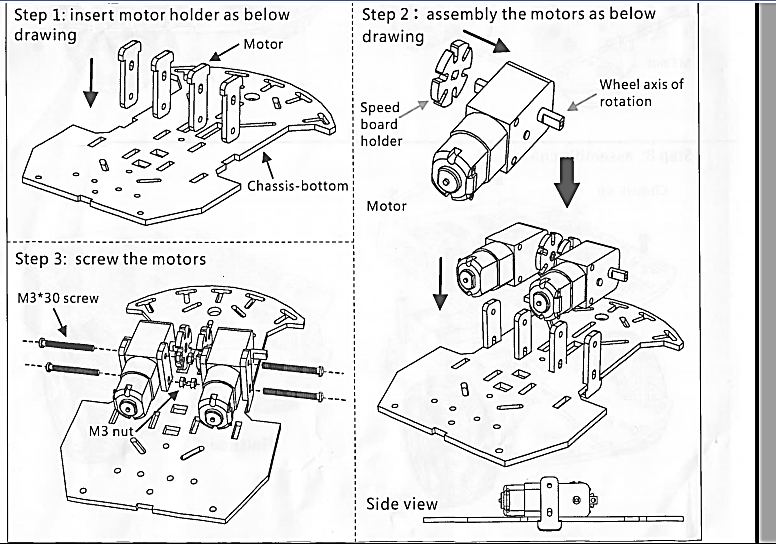 Step 1: insert motor holder as below
drawing
Motor
Chassis-bottom
Step 2: assembly the motors as below
drawing
Speed
board
holder
Wheel axis of
rotation
Motor
Side view
Step 3: screw the motors
M3*30 screw
M3 nut